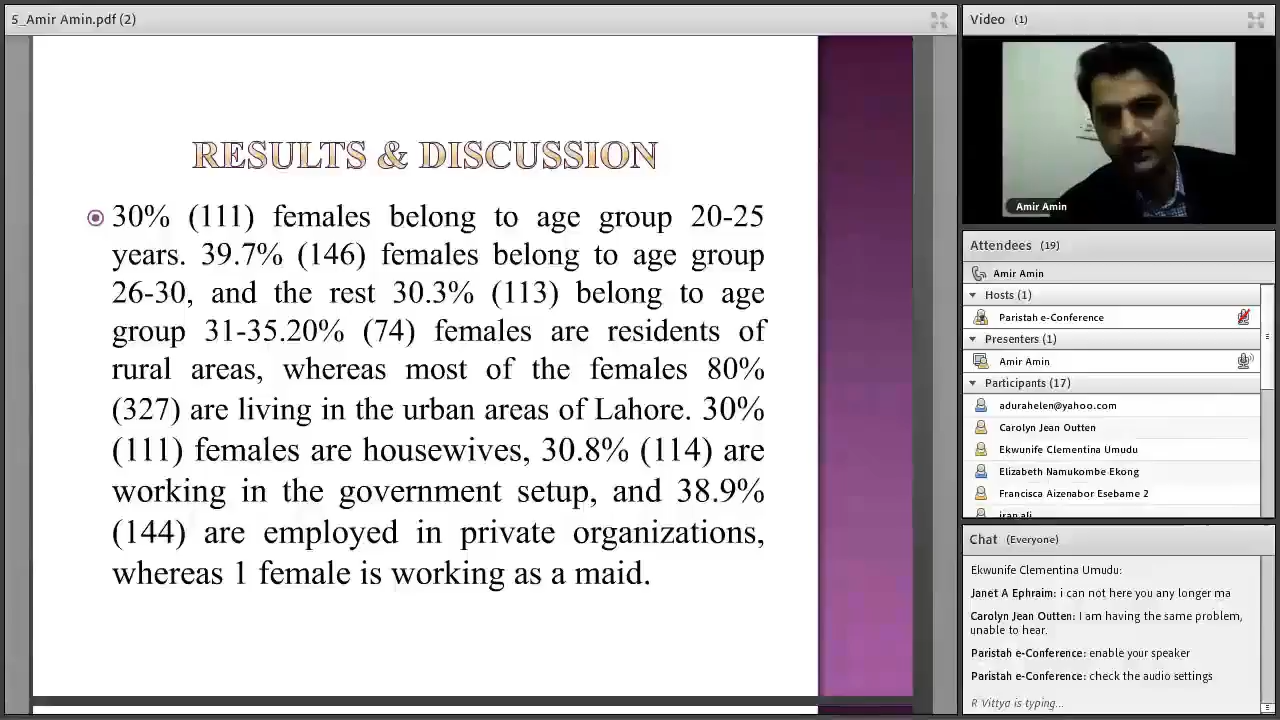 5_Amir Amin.pdf (2)
RESULTS & DISCUSSION
30% (111) females belong to age group 20-25
years. 39.7% (146) females belong to age group
26-30, and the rest 30.3% (113) belong to age
group 31-35.20% (74) females are residents of
rural areas, whereas most of the females 80%
(327) are living in the urban areas of Lahore. 30%
(111) females are housewives, 30.8% (114) are
working in the government setup, and 38.9%
(144) are employed in private organizations,
whereas 1 female is working as a maid.
Video (1)
Amir Amin
Attendees (19)
Amir Amin
Hosts (1)
Paristah e-Conference
Presenters (1)
Amir Amin
Participants (17)
adurahelen@yahoo.com
Carolyn Jean Outten
Ekwunife Clementina Umudu
Elizabeth Namukombe Ekong
Francisca Aizenabor Esebame 2
iran ali
Chat (Everyone)
Ekwunife Clementina Umudu:
Janet A Ephraim: i can not here you any longer ma
Carolyn Jean Outten: I am having the same problem,
unable to hear.
Paristah e-Conference: enable your speaker
Paristah e-Conference: check the audio settings
R Vittya is typing...